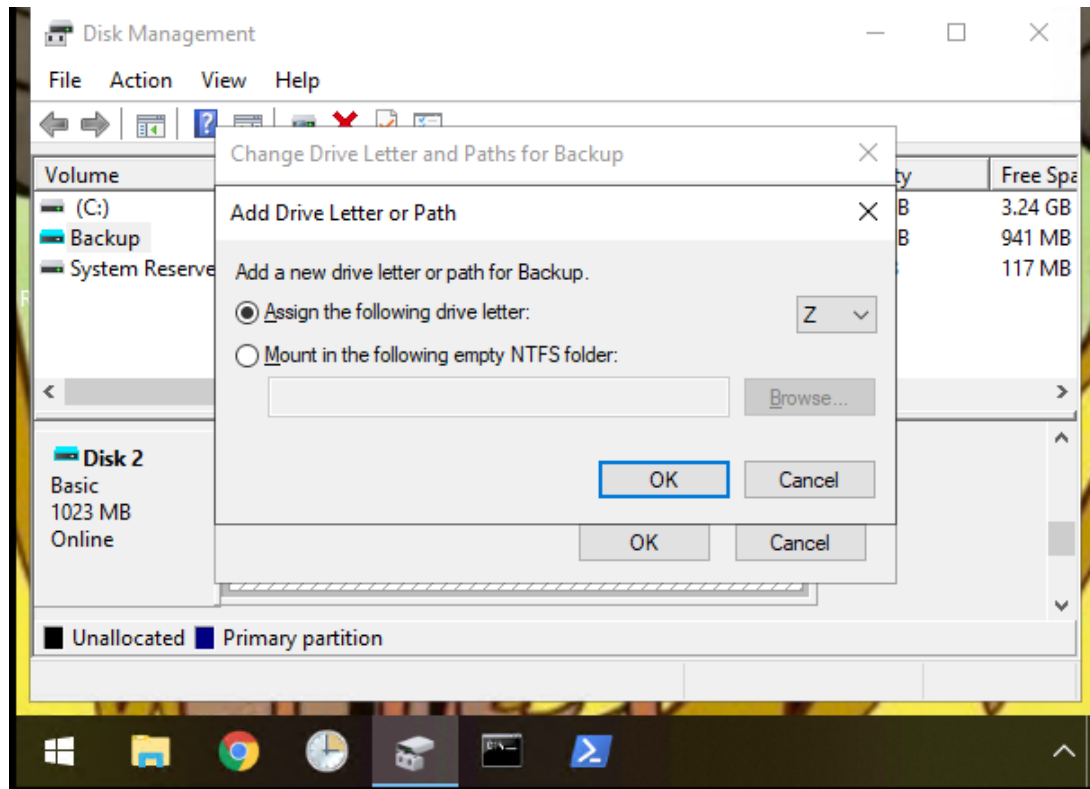 Disk Management
File Action View Help
Change Drive Letter and Paths for Backup
Volume ty Free Spa
Add Drive Letter or Path
(C:) B 3.24 GB
Backup B 941 MB
System Reserve 117 MB
Add a new drive letter or path for Backup.
Assign the following drive letter: Z
Mount in the following empty NTFS folder:
Browse...
OK Cancel
Disk 2
Basic
1023 MB
Online
OK Cancel
Unallocated Primary partition